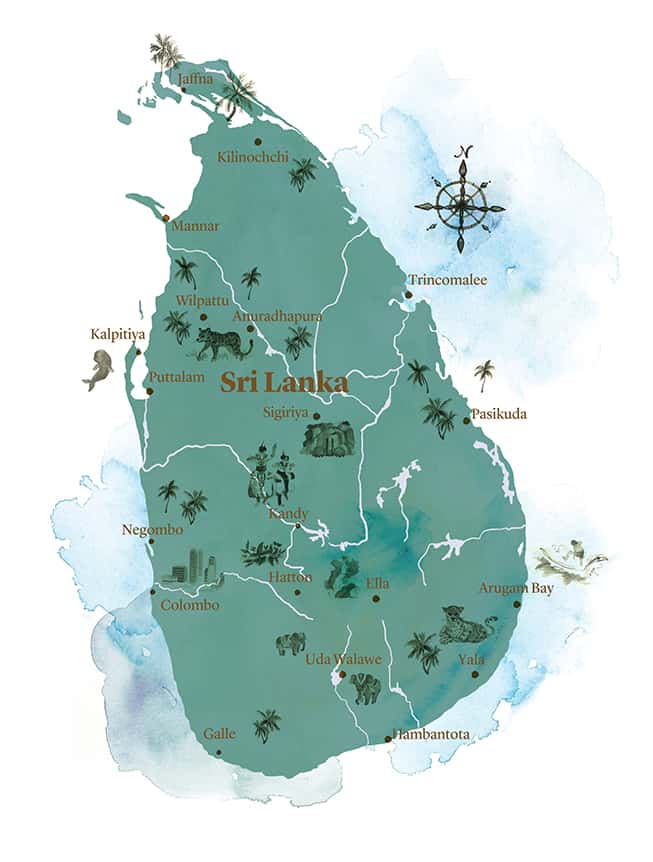 N
Jaffna
Kilinochchi
Mannar
Trincomalee
Wilpattu
Anuradhapura
Kalpitiya
Puttalam
Sri Lanka
Sigiriya
Pasikuda
Kandy
Negombo
Hatton
Ella
Arugam Bay
Colombo
Uda Walawe
Yala
Galle
Hambantota